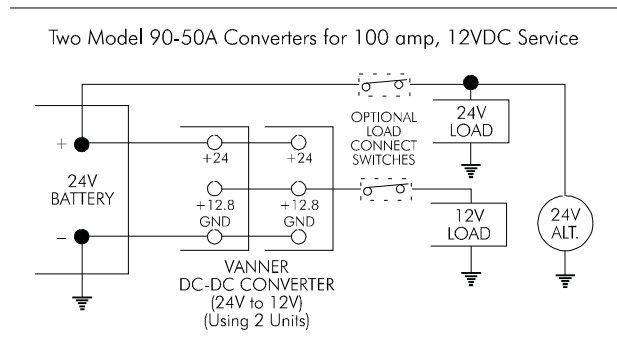 Two Model 90-50A Converters for 100 amp, 12VDC Service
OPTIONAL
LOAD
CONNECT
SWITCHES
24V
LOAD
+
24V
BATTERY
–
+24
+24
+12.8
+12.8
GND
GND
12V
LOAD
24V
ALT.
VANNER
DC-DC CONVERTER
(24V to 12V)
(Using 2 Units)